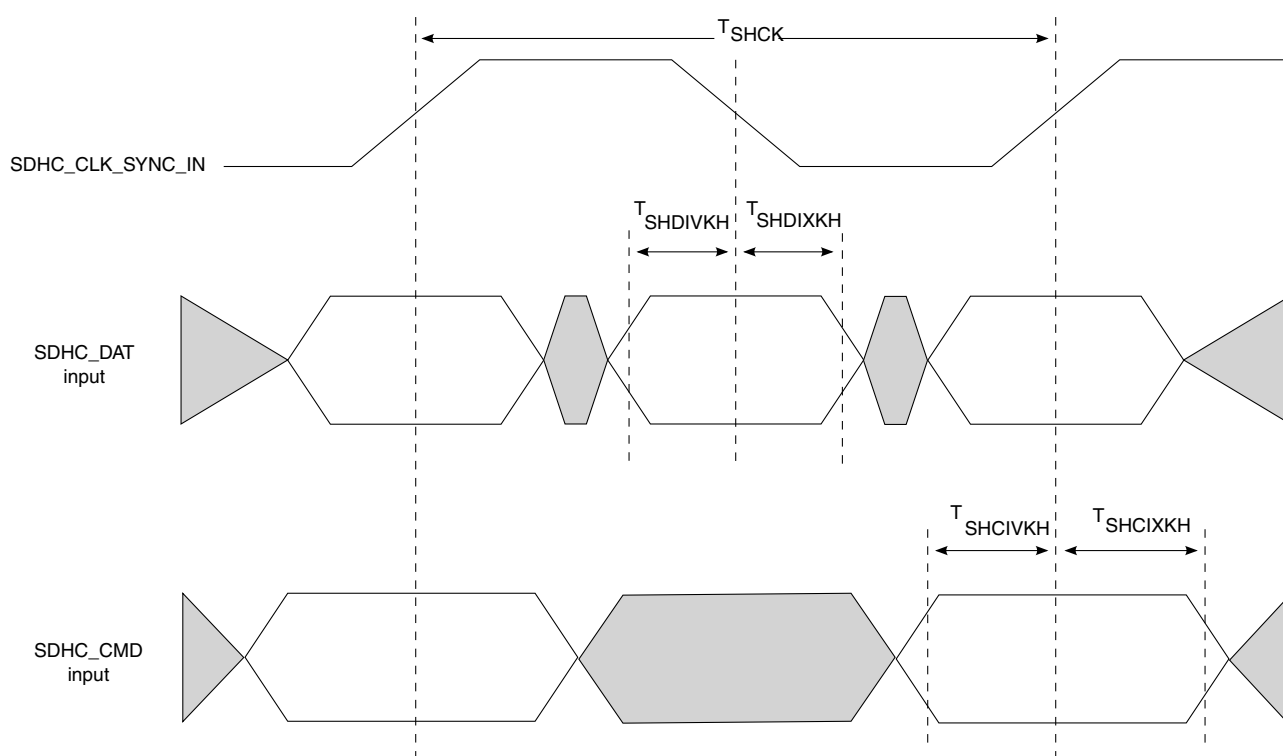 TSHCK
SDHC_CLK_SYNC_IN
TSHDIVKH
TSHDIXKH
SDHC_DAT
input
TSHCIVKH
TSHCIXKH
SDHC_CMD
input